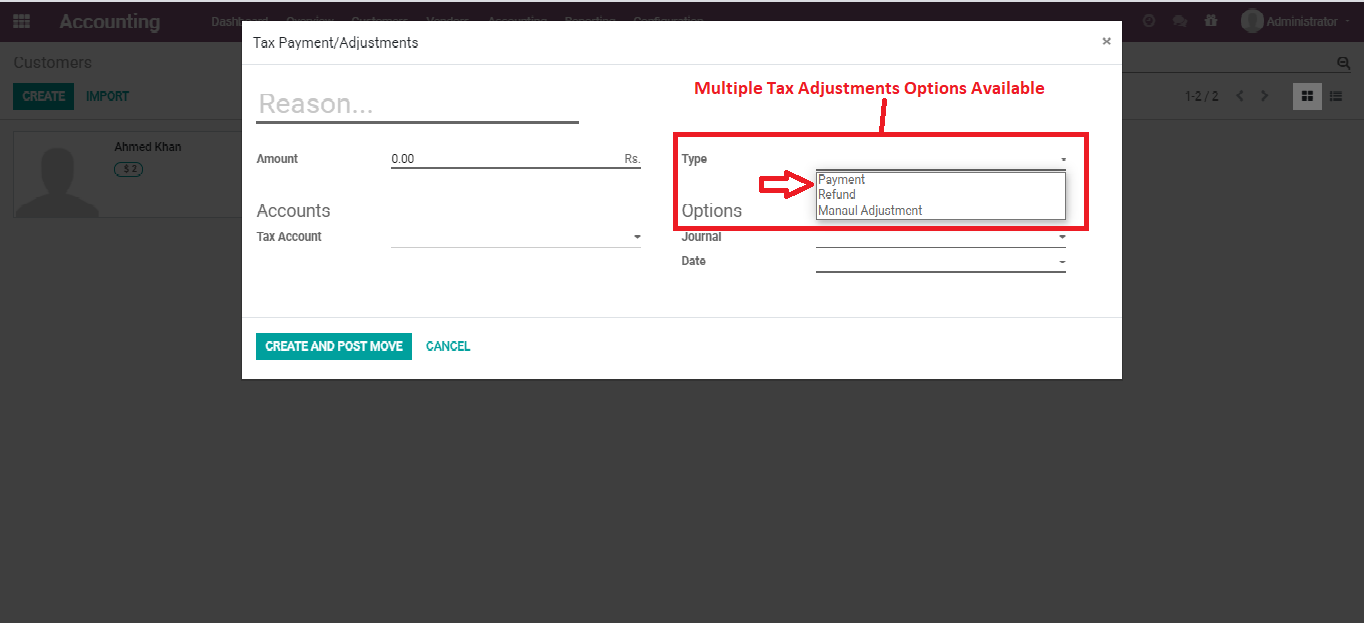 Accounting
Dashboard Overview Customers Vendors Accounting Reporting Configuration
Administrator
Tax Payment/Adjustments
×
Customers
CREATE IMPORT
1-2 / 2
Reason...
Multiple Tax Adjustments Options Available
Ahmed Khan
$ 2
Amount 0.00 Rs.
Type
Payment
Refund
Manaul Adjustment
Accounts
Options
Tax Account
Journal
Date
CREATE AND POST MOVE CANCEL